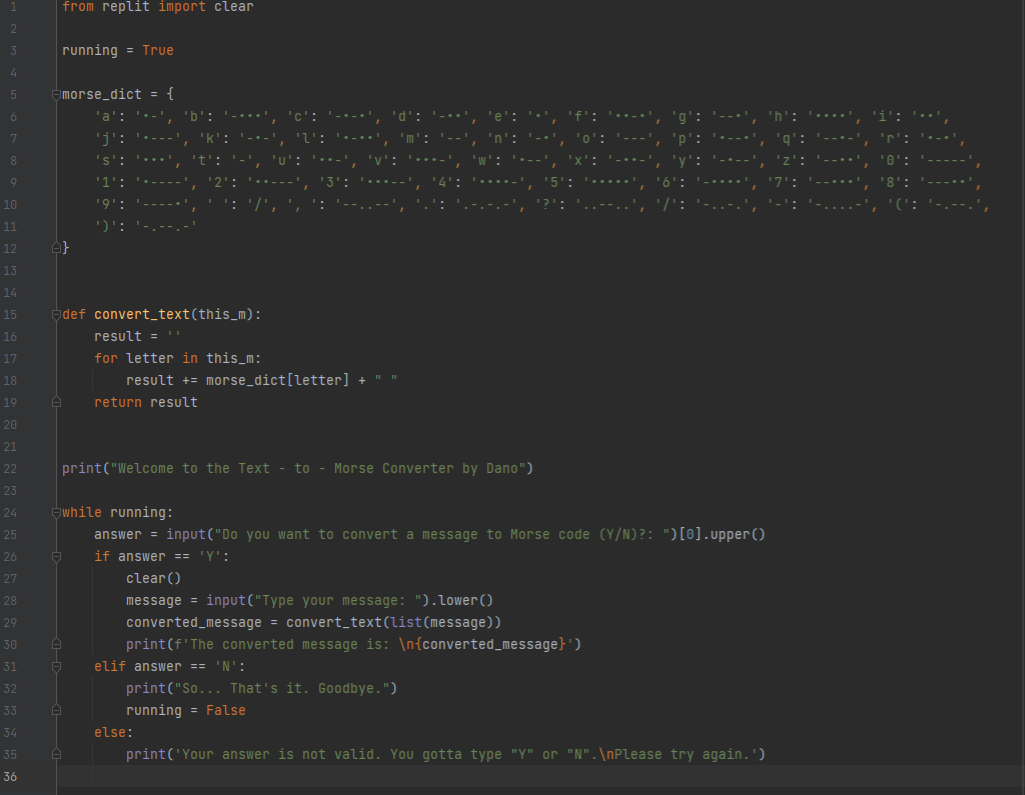 1 from replit import clear
2
3 running = True
4
5 morse_dict = {
6     'a': '•-', 'b': '-•••', 'c': '-•-•', 'd': '-••', 'e': '•', 'f': '••-•', 'g': '--•', 'h': '••••', 'i': '••',
7     'j': '•---', 'k': '-•-', 'l': '•-••', 'm': '--', 'n': '-•', 'o': '---', 'p': '•--•', 'q': '--•-', 'r': '•-•',
8     's': '•••', 't': '-', 'u': '••-', 'v': '•••-', 'w': '•--', 'x': '-••-', 'y': '-•--', 'z': '--••', '0': '-----',
9     '1': '•----', '2': '••---', '3': '•••--', '4': '••••-', '5': '•••••', '6': '-••••', '7': '--•••', '8': '---••',
10     '9': '----•', ' ': '/', ', ': '--..--', '.': '.-.-.-', '?': '..--..', '/': '-..-.', '-': '-....-', '(': '-.--.',
11     ')': '-.--.-'
12 }
13
14
15 def convert_text(this_m):
16     result = ''
17     for letter in this_m:
18         result += morse_dict[letter] + " "
19     return result
20
21
22 print("Welcome to the Text - to - Morse Converter by Dano")
23
24 while running:
25     answer = input("Do you want to convert a message to Morse code (Y/N)?: ")[0].upper()
26     if answer == 'Y':
27         clear()
28         message = input("Type your message: ").lower()
29         converted_message = convert_text(list(message))
30         print(f'The converted message is: \n{converted_message}')
31     elif answer == 'N':
32         print("So... That's it. Goodbye.")
33         running = False
34     else:
35         print('Your answer is not valid. You gotta type "Y" or "N".\nPlease try again.')
36